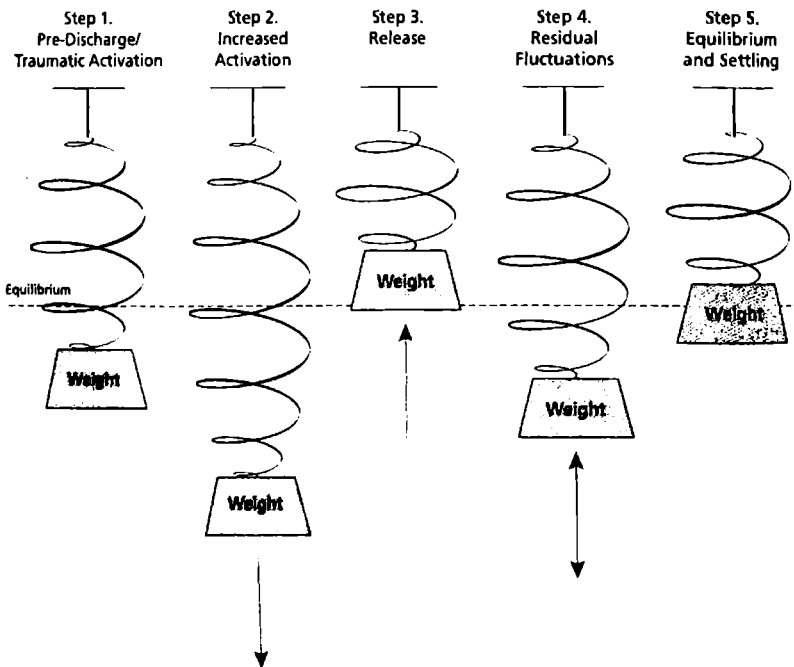 Step 1.
Pre-Discharge/
Traumatic Activation
Step 2.
Increased
Activation
Step 3.
Release
Step 4.
Residual
Fluctuations
Step 5.
Equilibrium
and Settling
Equilibrium
Weight
Weight
Weight
Weight
Weight